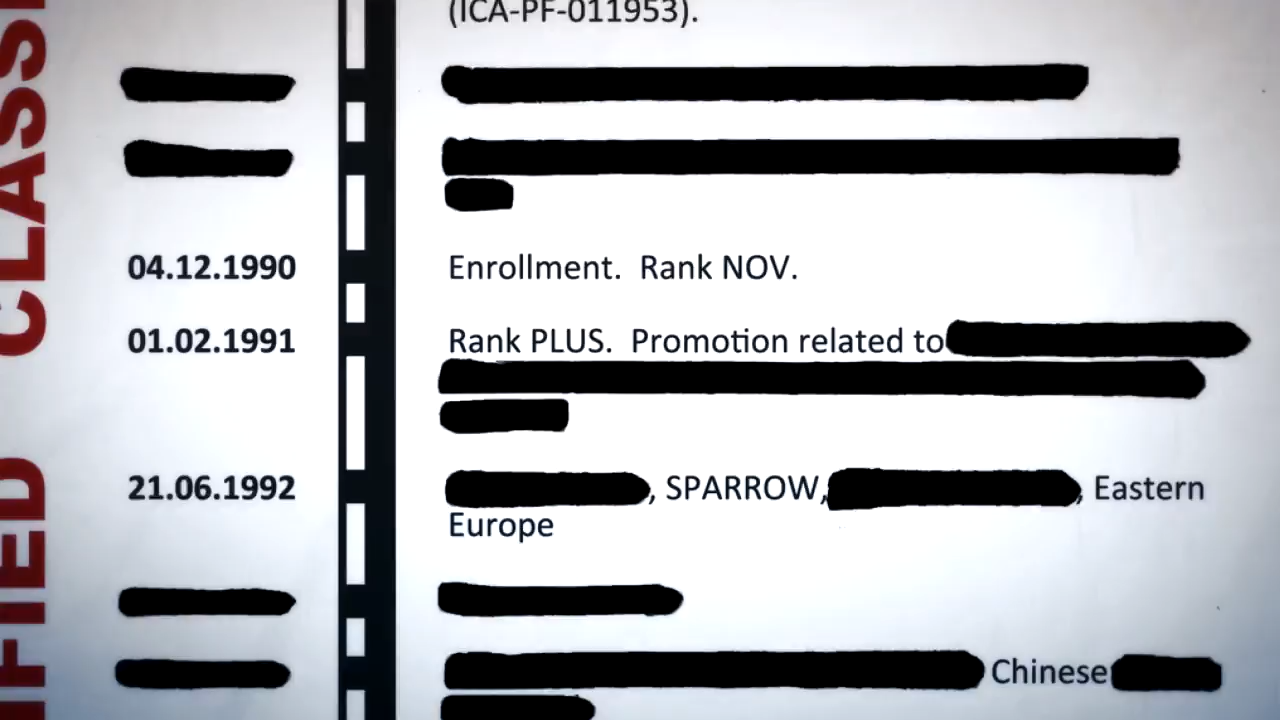 CLASSIFIED
(ICA-PF-011953).
04.12.1990 Enrollment. Rank NOV.
01.02.1991 Rank PLUS. Promotion related to
21.06.1992 , SPARROW, , Eastern
Europe
Chinese